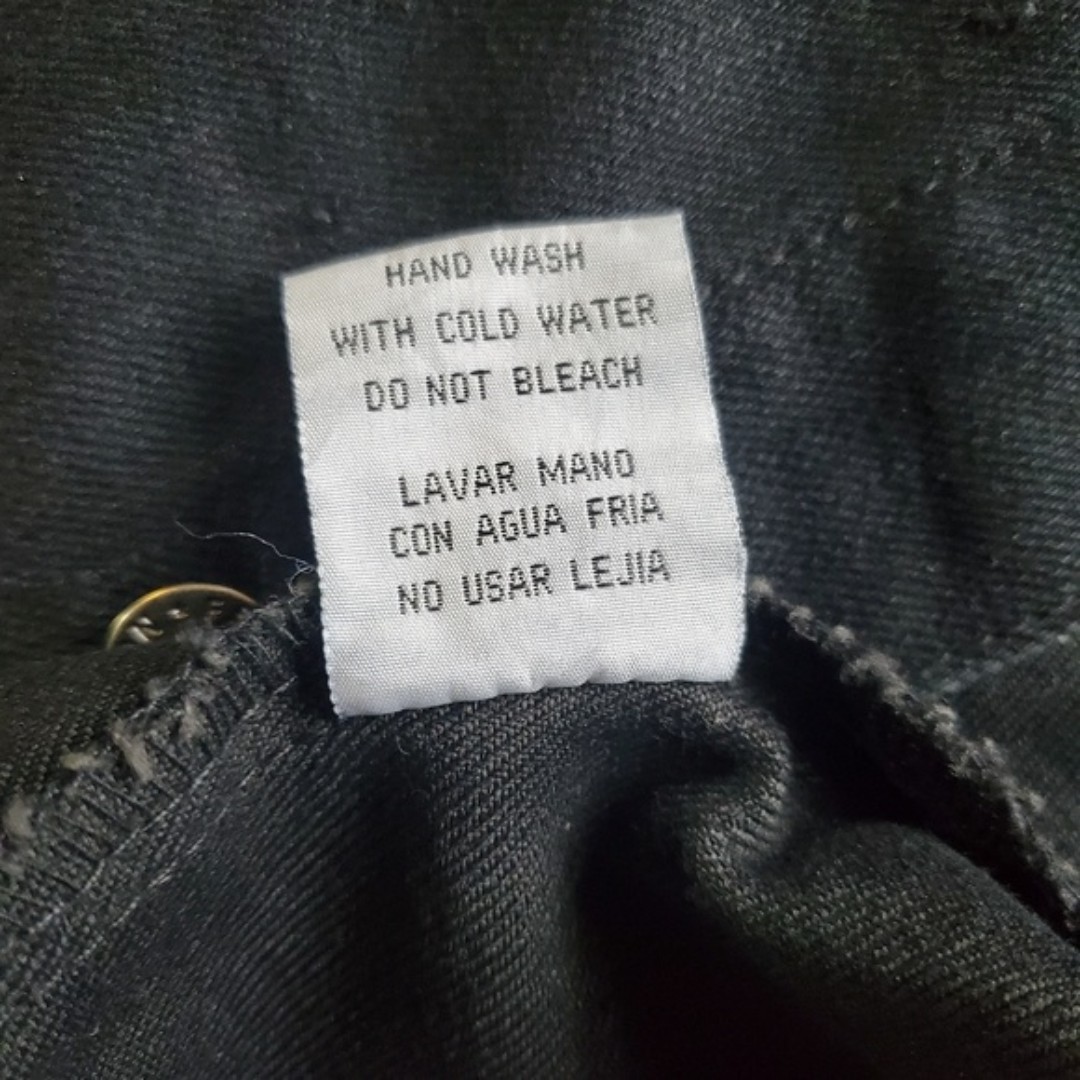 HAND WASH
WITH COLD WATER
DO NOT BLEACH
LAVAR MANO
CON AGUA FRIA
NO USAR LEJIA